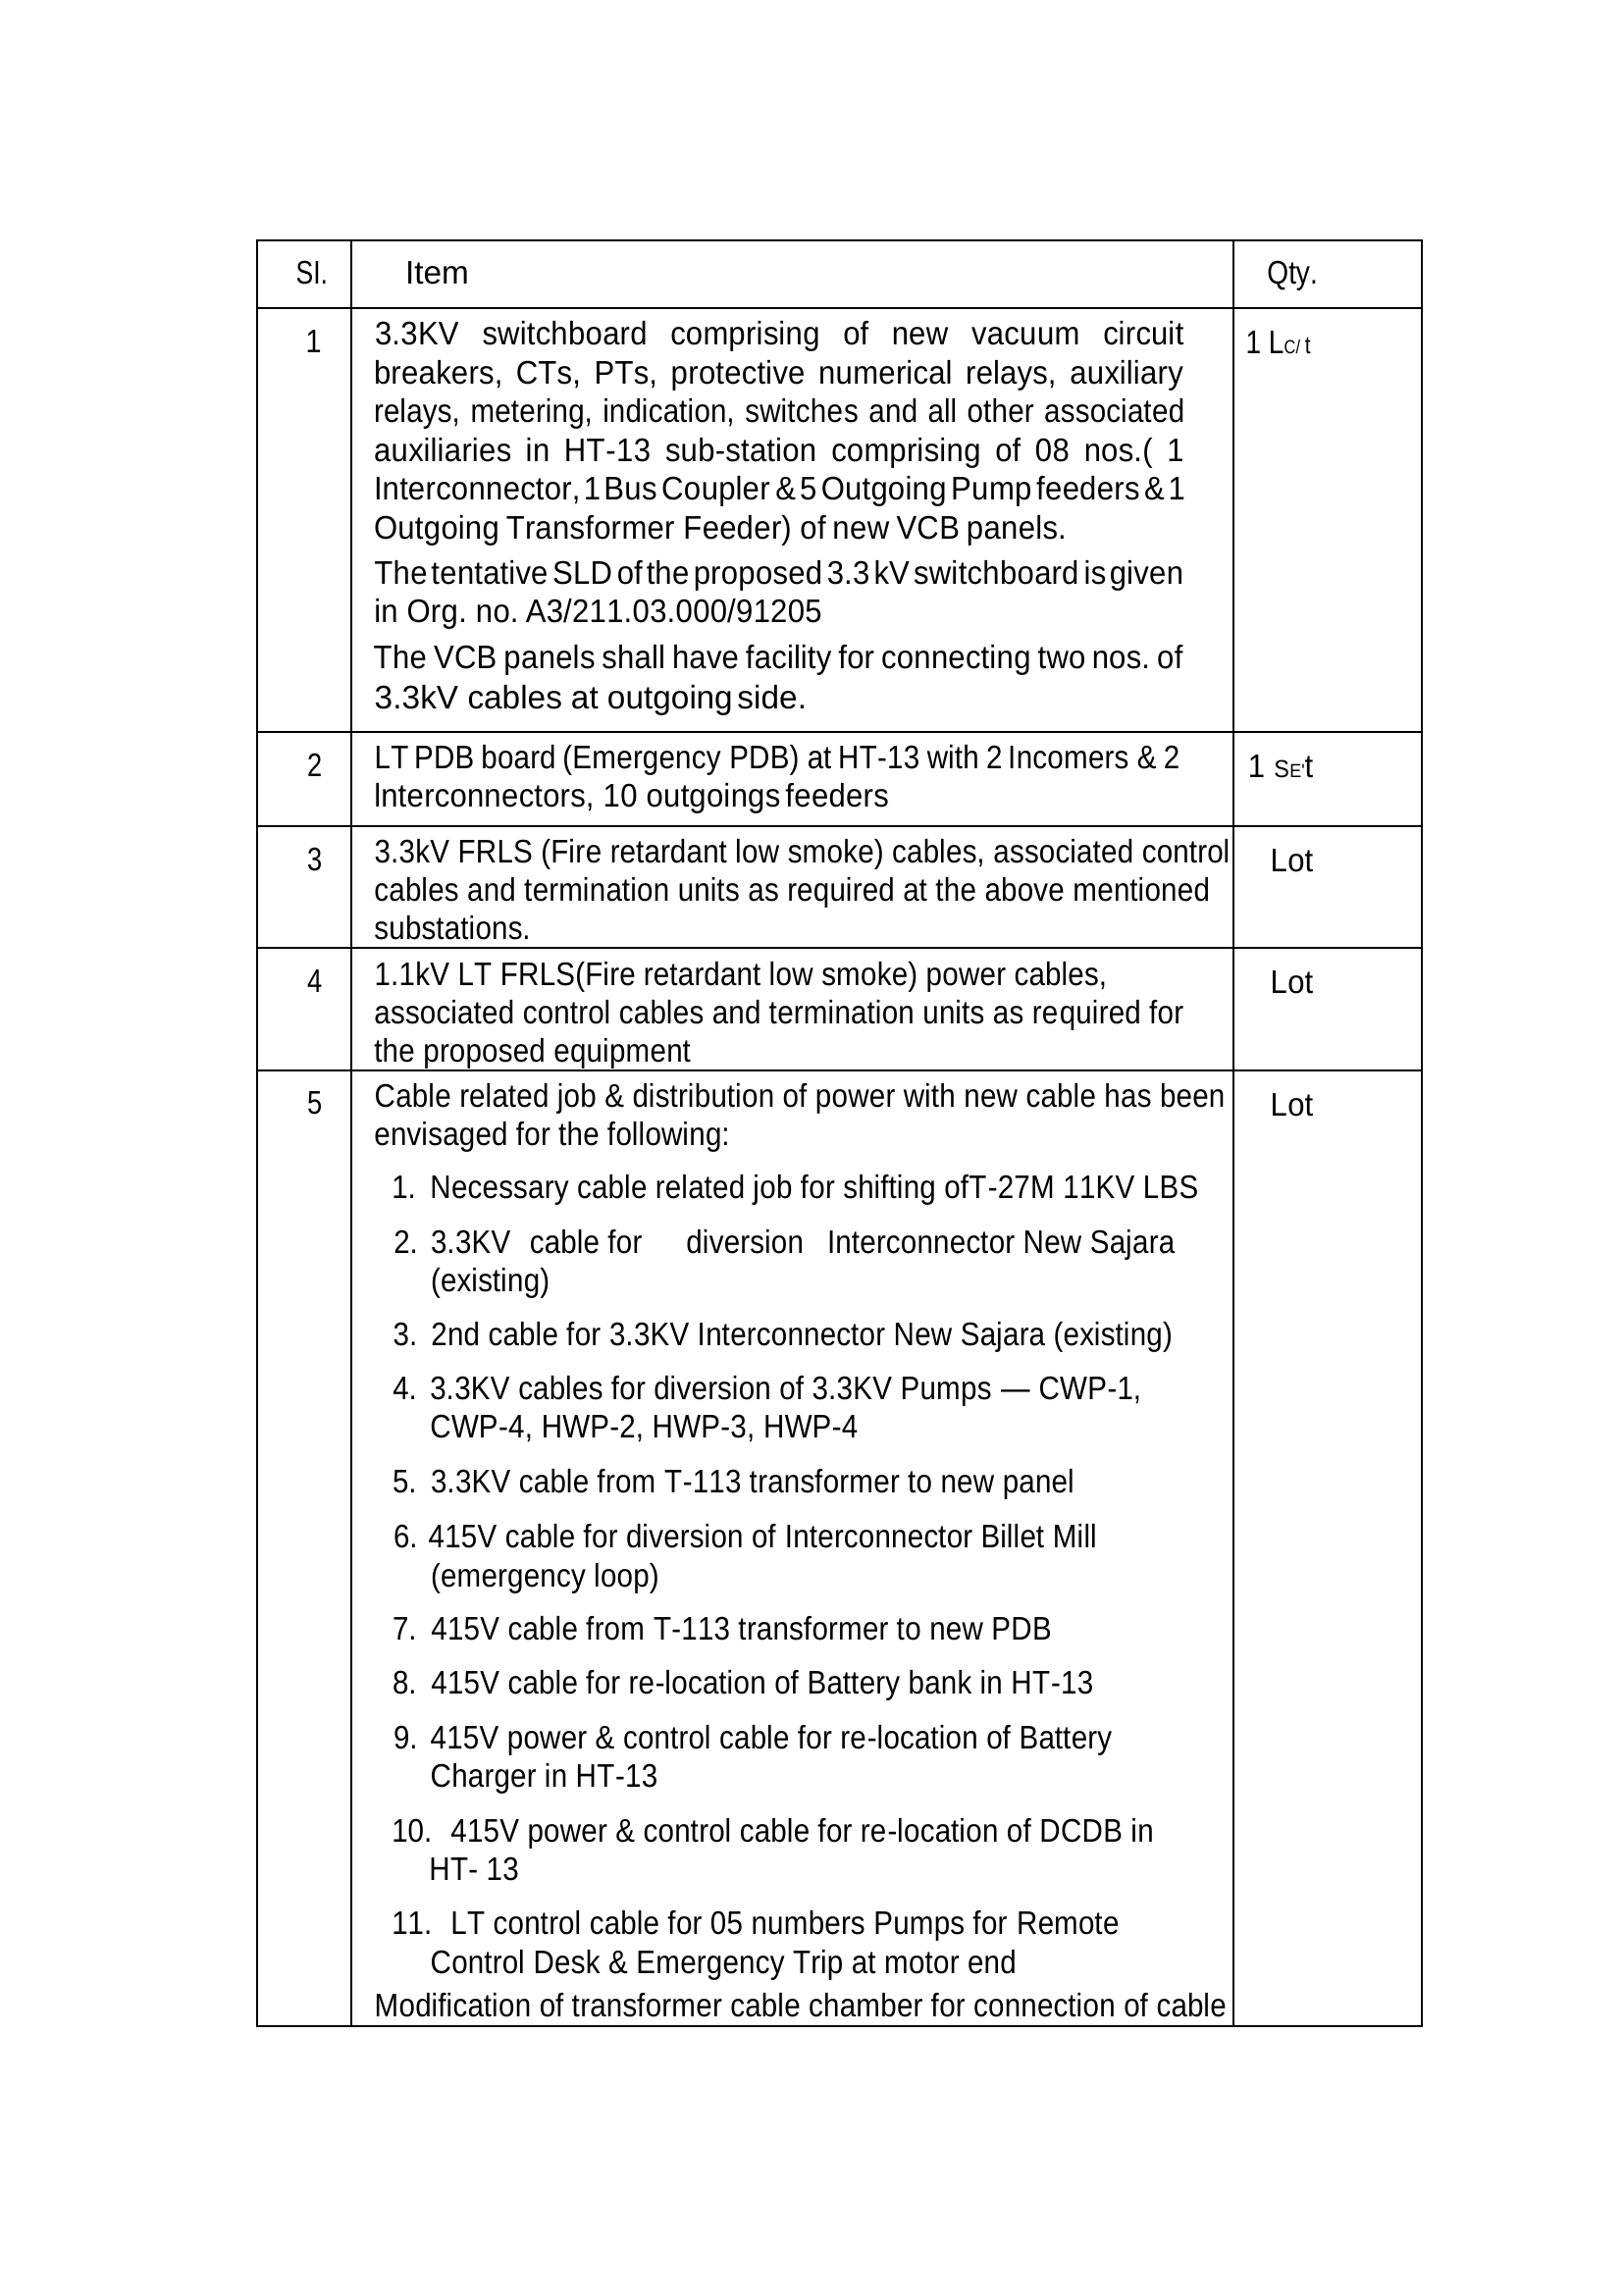 Sl. Item Qty.
1 3.3KV switchboard comprising of new vacuum circuit 1 LC/ t
breakers, CTs, PTs, protective numerical relays, auxiliary
relays, metering, indication, switches and all other associated
auxiliaries in HT-13 sub-station comprising of 08 nos.( 1
Interconnector, 1 Bus Coupler & 5 Outgoing Pump feeders & 1
Outgoing Transformer Feeder) of new VCB panels.
The tentative SLD of the proposed 3.3 kV switchboard is given
in Org. no. A3/211.03.000/91205
The VCB panels shall have facility for connecting two nos. of
3.3kV cables at outgoing side.
2 LT PDB board (Emergency PDB) at HT-13 with 2 Incomers & 2 1 SE't
lnterconnectors, 10 outgoings feeders
3 3.3kV FRLS (Fire retardant low smoke) cables, associated control Lot
cables and termination units as required at the above mentioned
substations.
4 1.1kV LT FRLS(Fire retardant low smoke) power cables, Lot
associated control cables and termination units as required for
the proposed equipment
5 Cable related job & distribution of power with new cable has been Lot
envisaged for the following:
1. Necessary cable related job for shifting ofT-27M 11KV LBS
2. 3.3KV cable for diversion Interconnector New Sajara
(existing)
3. 2nd cable for 3.3KV Interconnector New Sajara (existing)
4. 3.3KV cables for diversion of 3.3KV Pumps — CWP-1,
CWP-4, HWP-2, HWP-3, HWP-4
5. 3.3KV cable from T-113 transformer to new panel
6. 415V cable for diversion of Interconnector Billet Mill
(emergency loop)
7. 415V cable from T-113 transformer to new PDB
8. 415V cable for re-location of Battery bank in HT-13
9. 415V power & control cable for re-location of Battery
Charger in HT-13
10. 415V power & control cable for re-location of DCDB in
HT- 13
11. LT control cable for 05 numbers Pumps for Remote
Control Desk & Emergency Trip at motor end
Modification of transformer cable chamber for connection of cable